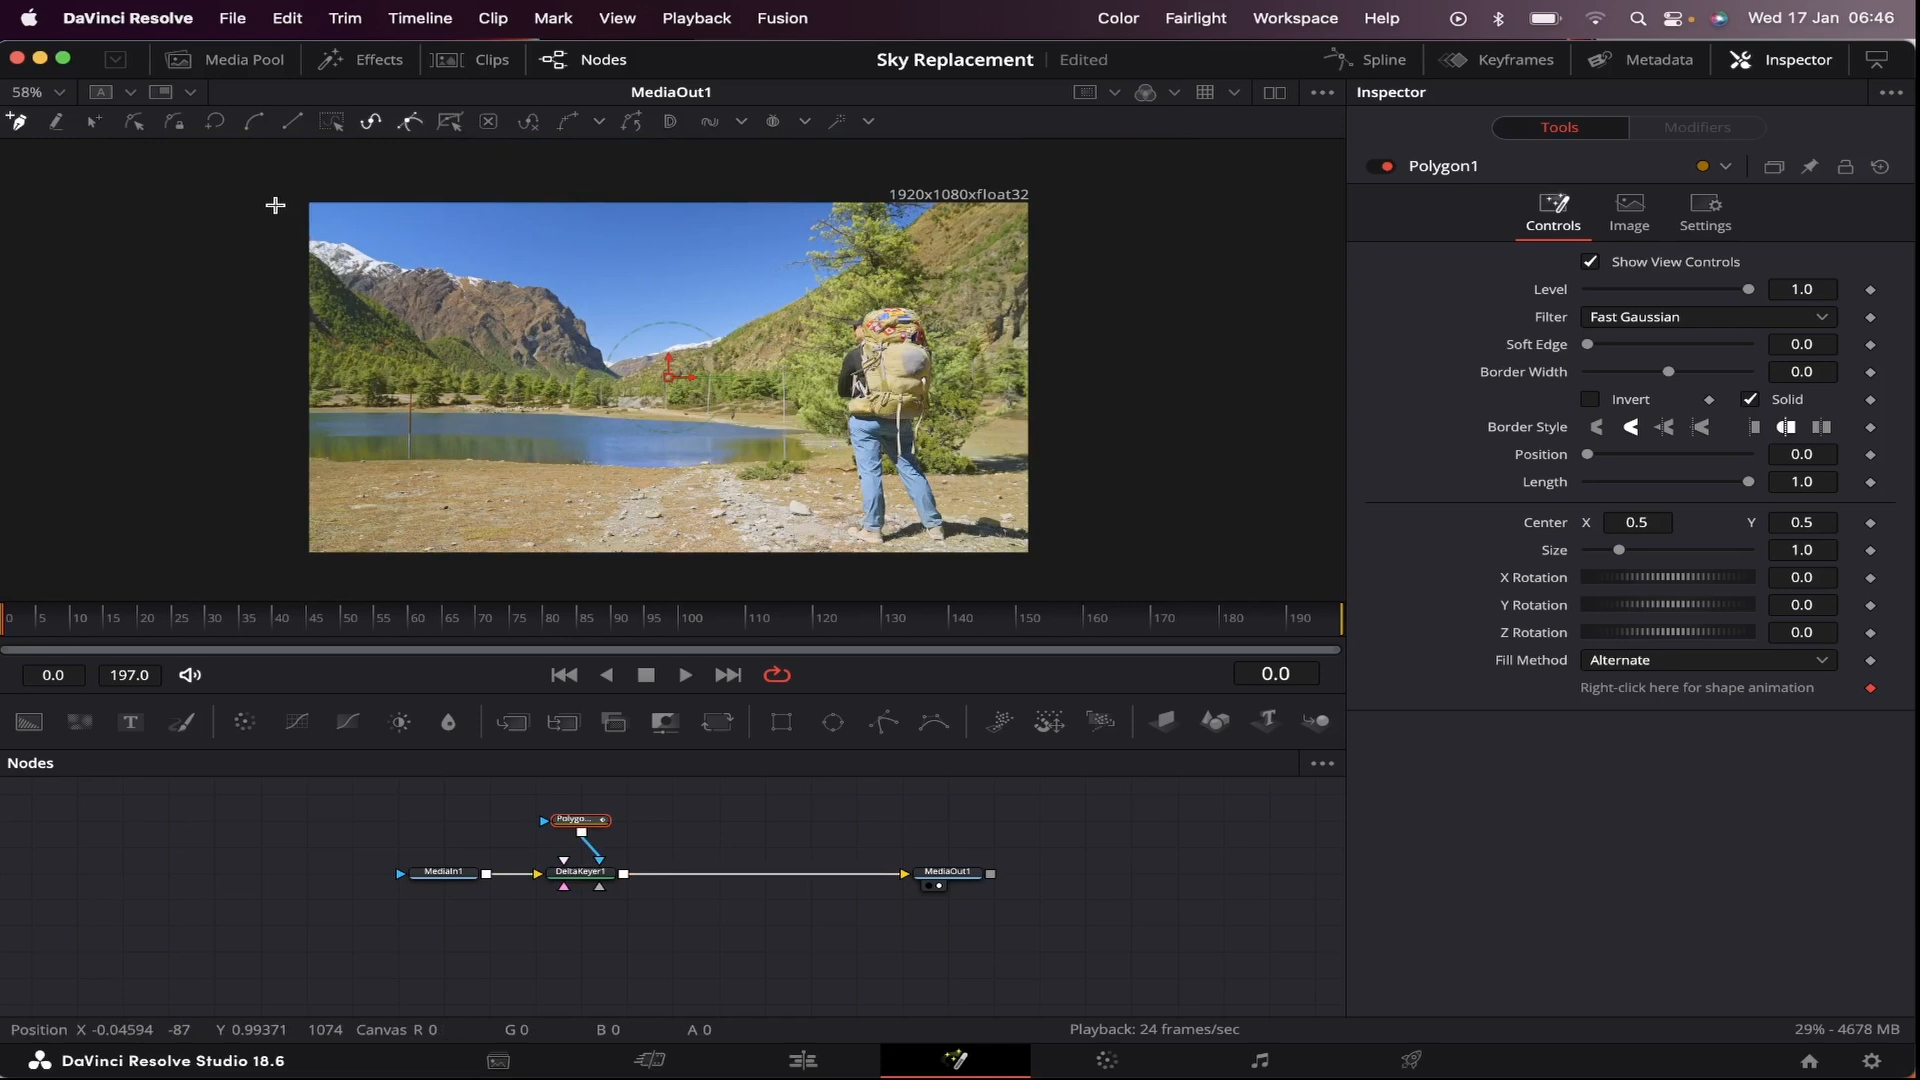 DaVinci Resolve File Edit Trim Timeline Clip Mark View Playback Fusion Color Fairlight Workspace Help Wed 17 Jan 06:46
Media Pool Effects Clips Nodes Sky Replacement Edited Spline Keyframes Metadata Inspector
58% A MediaOut1 Inspector
Tools Modifiers
Polygon1
1920x1080xfloat32
Controls Image Settings
Show View Controls
Level 1.0
Filter Fast Gaussian
Soft Edge 0.0
Border Width 0.0
Invert Solid
Border Style
Position 0.0
Length 1.0
Center X 0.5 Y 0.5
Size 1.0
X Rotation 0.0
Y Rotation 0.0
Z Rotation 0.0
Fill Method Alternate
Right-click here for shape animation
0 5 10 15 20 25 30 35 40 45 50 55 60 65 70 75 80 85 90 95 100 110 120 130 140 150 160 170 180 190
0.0 197.0 0.0
T T
Nodes
Polygo...
MediaIn1 DeltaKeyer1 MediaOut1
Position X -0.04594 -87 Y 0.99371 1074 Canvas R 0 G 0 B 0 A 0 Playback: 24 frames/sec 29% - 4678 MB
DaVinci Resolve Studio 18.6